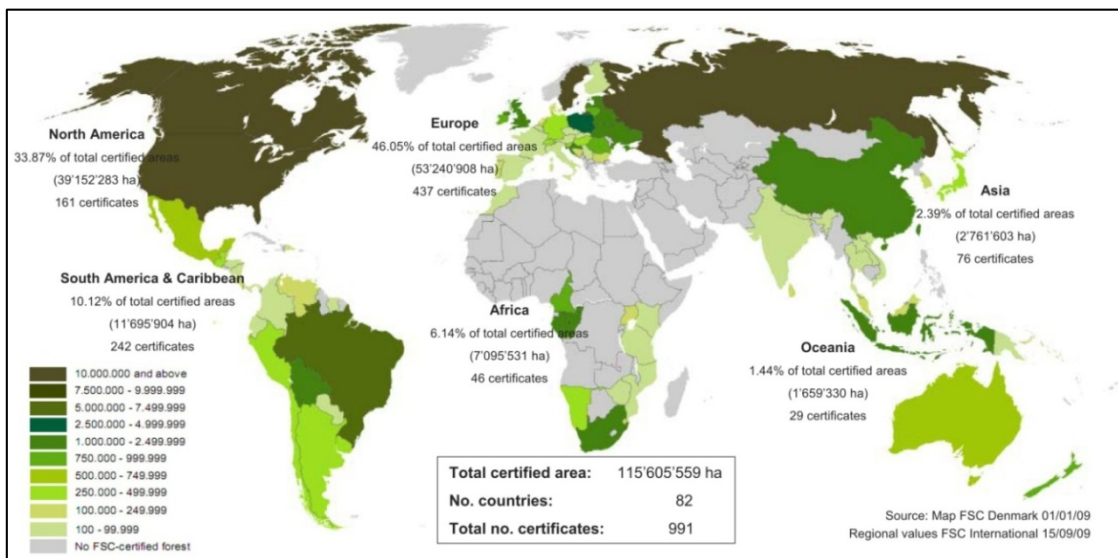 North America
33.87% of total certified areas
(39'152'283 ha)
161 certificates
Europe
46.05% of total certified areas
(53'240'908 ha)
437 certificates
Asia
2.39% of total certified areas
(2'761'603 ha)
76 certificates
South America & Caribbean
10.12% of total certified areas
(11'695'904 ha)
242 certificates
Africa
6.14% of total certified areas
(7'095'531 ha)
46 certificates
Oceania
1.44% of total certified areas
(1'659'330 ha)
29 certificates
10.000.000 and above
7.500.000 - 9.999.999
5.000.000 - 7.499.999
2.500.000 - 4.999.999
1.000.000 - 2.499.999
750.000 - 999.999
500.000 - 749.999
250.000 - 499.999
100.000 - 249.999
100 - 99.999
No FSC-certified forest
Total certified area: 115'605'559 ha
No. countries: 82
Total no. certificates: 991
Source: Map FSC Denmark 01/01/09
Regional values FSC International 15/09/09